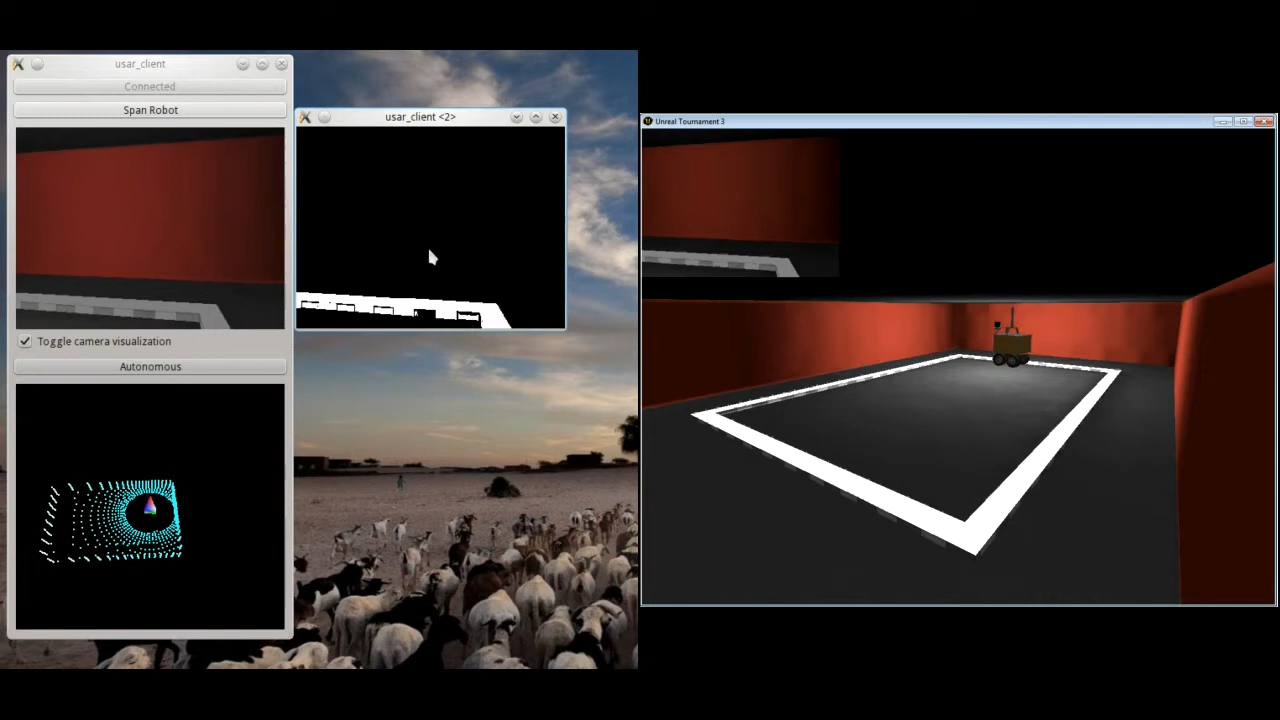 usar_client
Connected
Span Robot
Toggle camera visualization
Autonomous
usar_client <2>
Unreal Tournament 3